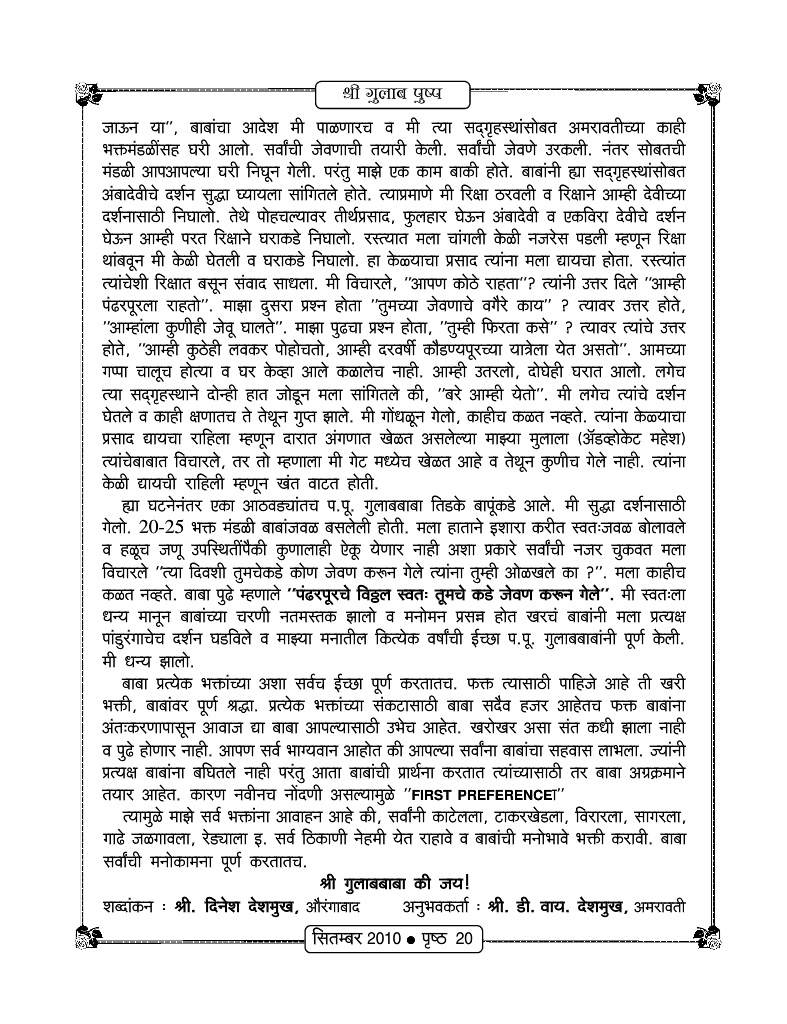 श्री गुलाब पुष्प
जाऊन या", बाबांचा आदेश मी पाळणारच व मी त्या सद्‌गृहस्थांसोबत अमरावतीच्या काही
भक्तमंडळींसह घरी आलो. सर्वांची जेवणाची तयारी केली. सर्वांची जेवणे उरकली. नंतर सोबतची
मंडळी आपआपल्या घरी निघून गेली. परंतु माझे एक काम बाकी होते. बाबांनी ह्या सद्‌गृहस्थांसोबत
अंबादेवीचे दर्शन सुद्धा घ्यायला सांगितले होते. त्याप्रमाणे मी रिक्षा ठरवली व रिक्षाने आम्ही देवीच्या
दर्शनासाठी निघालो. तेथे पोहचल्यावर तीर्थप्रसाद, फुलहार घेऊन अंबादेवी व एकविरा देवीचे दर्शन
घेऊन आम्ही परत रिक्षाने घराकडे निघालो. रस्त्यात मला चांगली केळी नजरेस पडली म्हणून रिक्षा
थांबवून मी केळी घेतली व घराकडे निघालो. हा केळ्याचा प्रसाद त्यांना मला द्यायचा होता. रस्त्यांत
त्यांचेशी रिक्षात बसून संवाद साधला. मी विचारले, "आपण कोठे राहता"? त्यांनी उत्तर दिले "आम्ही
पंढरपूरला राहतो". माझा दुसरा प्रश्न होता "तुमच्या जेवणाचे वगैरे काय" ? त्यावर उत्तर होते,
"आम्हांला कुणीही जेवू घालते". माझा पुढचा प्रश्न होता, "तुम्ही फिरता कसे" ? त्यावर त्यांचे उत्तर
होते, "आम्ही कुठेही लवकर पोहोचतो, आम्ही दरवर्षी कौडण्यपूरच्या यात्रेला येत असतो". आमच्या
गप्पा चालूच होत्या व घर केव्हा आले कळालेच नाही. आम्ही उतरलो, दोघेही घरात आलो. लगेच
त्या सद्‌गृहस्थाने दोन्ही हात जोडून मला सांगितले की, "बरे आम्ही येतो". मी लगेच त्यांचे दर्शन
घेतले व काही क्षणातच ते तेथून गुप्त झाले. मी गोंधळून गेलो, काहीच कळत नव्हते. त्यांना केळ्याचा
प्रसाद द्यायचा राहिला म्हणून दारात अंगणात खेळत असलेल्या माझ्या मुलाला (ॲडव्होकेट महेश)
त्यांचेबाबात विचारले, तर तो म्हणाला मी गेट मध्येच खेळत आहे व तेथून कुणीच गेले नाही. त्यांना
केळी द्यायची राहिली म्हणून खंत वाटत होती.
ह्या घटनेनंतर एका आठवड्यांतच प.पू. गुलाबबाबा तिडके बापूंकडे आले. मी सुद्धा दर्शनासाठी
गेलो. 20-25 भक्त मंडळी बाबांजवळ बसलेली होती. मला हाताने इशारा करीत स्वतःजवळ बोलावले
व हळूच जणू उपस्थितींपैकी कुणालाही ऐकू येणार नाही अशा प्रकारे सर्वांची नजर चुकवत मला
विचारले "त्या दिवशी तुमचेकडे कोण जेवण करून गेले त्यांना तुम्ही ओळखले का ?". मला काहीच
कळत नव्हते. बाबा पुढे म्हणाले "पंढरपूरचे विठ्ठल स्वतः तूमचे कडे जेवण करून गेले". मी स्वतःला
धन्य मानून बाबांच्या चरणी नतमस्तक झालो व मनोमन प्रसन्न होत खरचं बाबांनी मला प्रत्यक्ष
पांडुरंगाचेच दर्शन घडविले व माझ्या मनातील कित्येक वर्षांची ईच्छा प.पू. गुलाबबाबांनी पूर्ण केली.
मी धन्य झालो.
बाबा प्रत्येक भक्तांच्या अशा सर्वच ईच्छा पूर्ण करतातच. फक्त त्यासाठी पाहिजे आहे ती खरी
भक्ती, बाबांवर पूर्ण श्रद्धा. प्रत्येक भक्तांच्या संकटासाठी बाबा सदैव हजर आहेतच फक्त बाबांना
अंतःकरणापासून आवाज द्या बाबा आपल्यासाठी उभेच आहेत. खरोखर असा संत कधी झाला नाही
व पुढे होणार नाही. आपण सर्व भाग्यवान आहोत की आपल्या सर्वांना बाबांचा सहवास लाभला. ज्यांनी
प्रत्यक्ष बाबांना बघितले नाही परंतु आता बाबांची प्रार्थना करतात त्यांच्यासाठी तर बाबा अग्रक्रमाने
तयार आहेत. कारण नवीनच नोंदणी असल्यामुळे "FIRST PREFERENCEा"
त्यामुळे माझे सर्व भक्तांना आवाहन आहे की, सर्वांनी काटेलला, टाकरखेडला, विरारला, सागरला,
गाढे जळगावला, रेड्याला इ. सर्व ठिकाणी नेहमी येत राहावे व बाबांची मनोभावे भक्ती करावी. बाबा
सर्वांची मनोकामना पूर्ण करतातच.
श्री गुलाबबाबा की जय!
शब्दांकन : श्री. दिनेश देशमुख, औरंगाबाद अनुभवकर्ता : श्री. डी. वाय. देशमुख, अमरावती
सितम्बर 2010 ● पृष्ठ 20